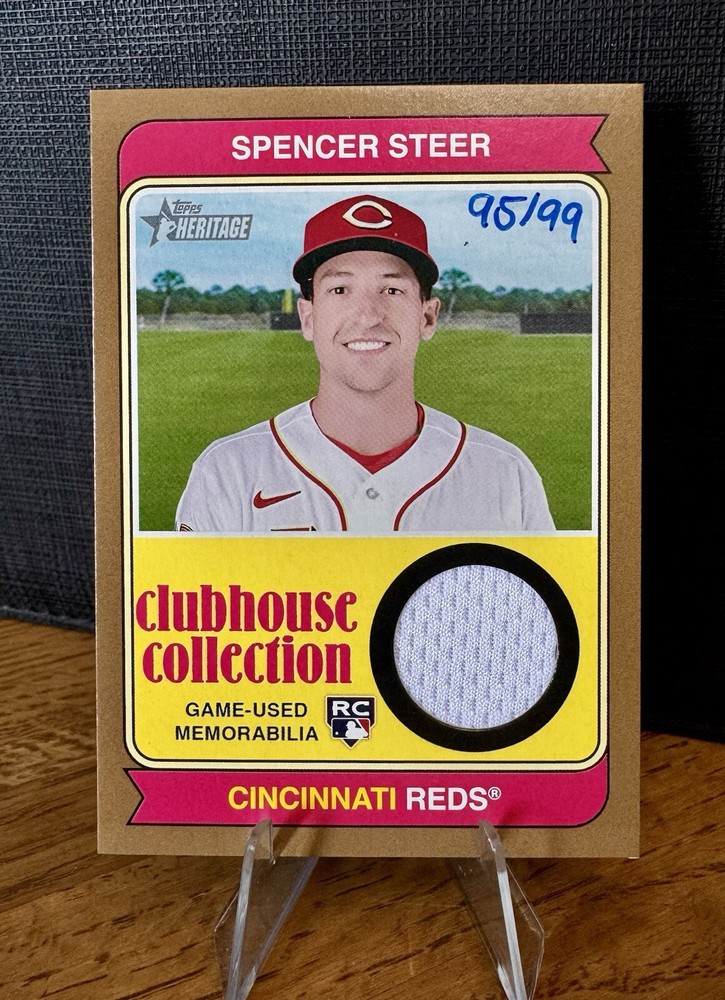 SPENCER STEER
topps
HERITAGE
95/99
clubhouse
collection
GAME-USED
MEMORABILIA
RC
CINCINNATI REDS®